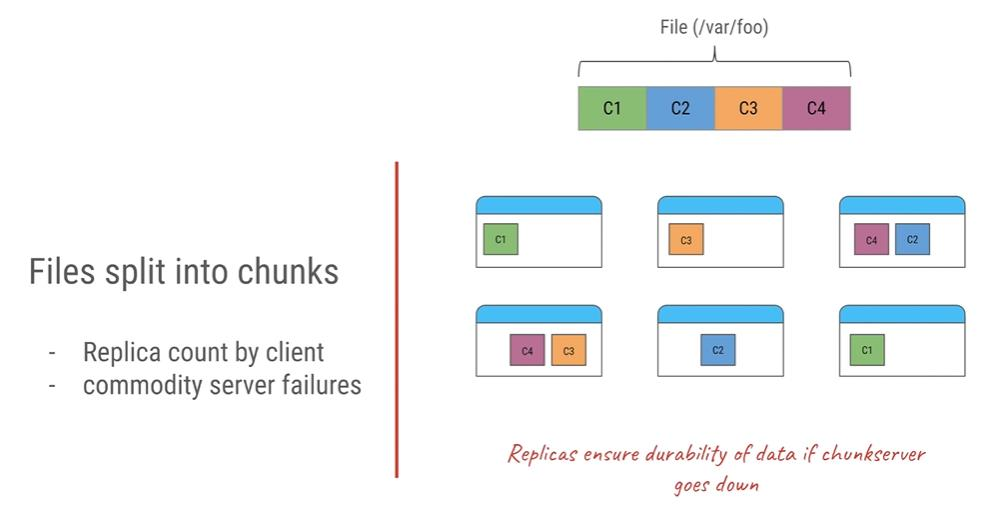 File (/var/foo)
C1 C2 C3 C4
Files split into chunks
- Replica count by client
- commodity server failures
C1
C3
C4 C2
C4 C3
C2
C1
Replicas ensure durability of data if chunkserver
goes down